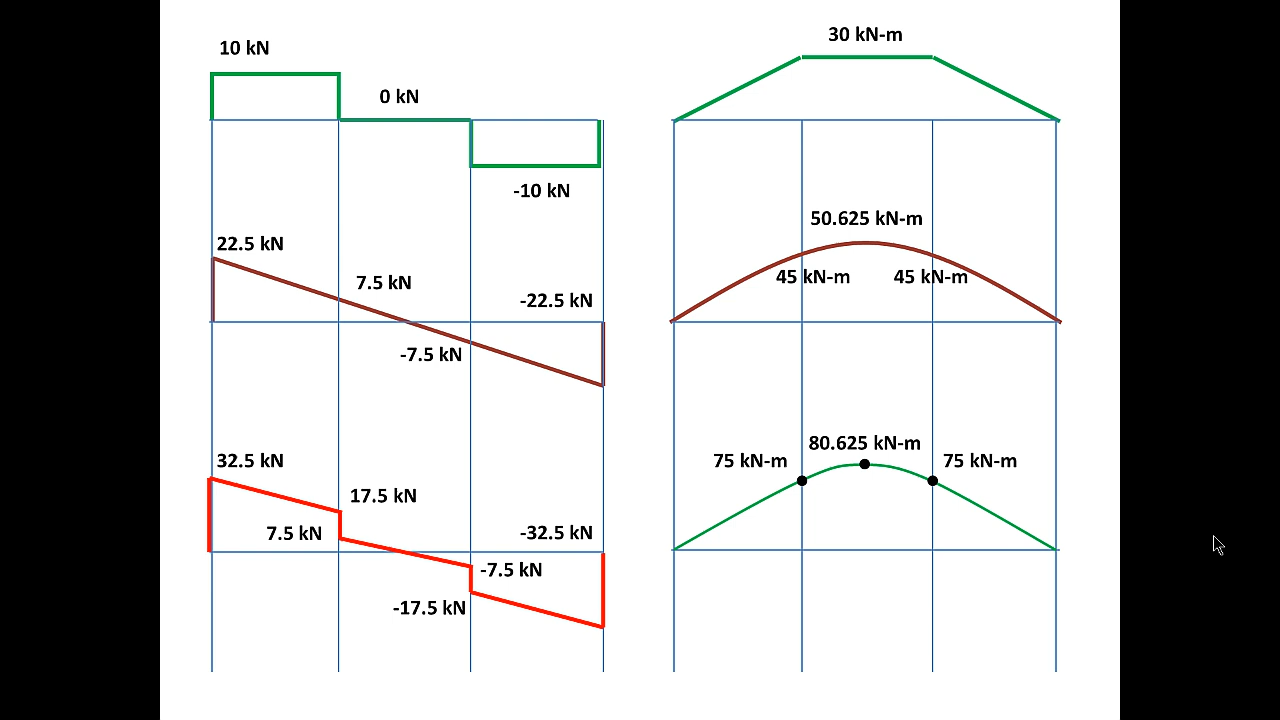 10 kN
0 kN
-10 kN
30 kN-m
22.5 kN
7.5 kN
-22.5 kN
-7.5 kN
50.625 kN-m
45 kN-m
45 kN-m
32.5 kN
17.5 kN
7.5 kN
-32.5 kN
-7.5 kN
-17.5 kN
75 kN-m
80.625 kN-m
75 kN-m